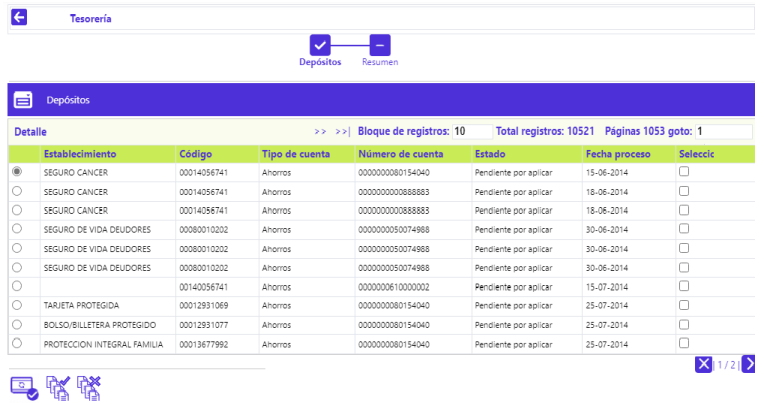 Tesorería
Depósitos Resumen
Depósitos
Detalle >> >>| Bloque de registros: 10 Total registros: 10521 Páginas 1053 goto: 1
Establecimiento Código Tipo de cuenta Número de cuenta Estado Fecha proceso Seleccic
SEGURO CANCER 00014056741 Ahorros 0000000080154040 Pendiente por aplicar 15-06-2014
SEGURO CANCER 00014056741 Ahorros 0000000000888883 Pendiente por aplicar 18-06-2014
SEGURO CANCER 00014056741 Ahorros 0000000000888883 Pendiente por aplicar 18-06-2014
SEGURO DE VIDA DEUDORES 00080010202 Ahorros 0000000050074988 Pendiente por aplicar 30-06-2014
SEGURO DE VIDA DEUDORES 00080010202 Ahorros 0000000050074988 Pendiente por aplicar 30-06-2014
SEGURO DE VIDA DEUDORES 00080010202 Ahorros 0000000050074988 Pendiente por aplicar 30-06-2014
00140056741 Ahorros 0000000610000002 Pendiente por aplicar 15-07-2014
TARJETA PROTEGIDA 00012931069 Ahorros 0000000080154040 Pendiente por aplicar 25-07-2014
BOLSO/BILLETERA PROTEGIDO 00012931077 Ahorros 0000000080154040 Pendiente por aplicar 25-07-2014
PROTECCION INTEGRAL FAMILIA 00013677992 Ahorros 0000000080154040 Pendiente por aplicar 25-07-2014
| 1 / 2 |